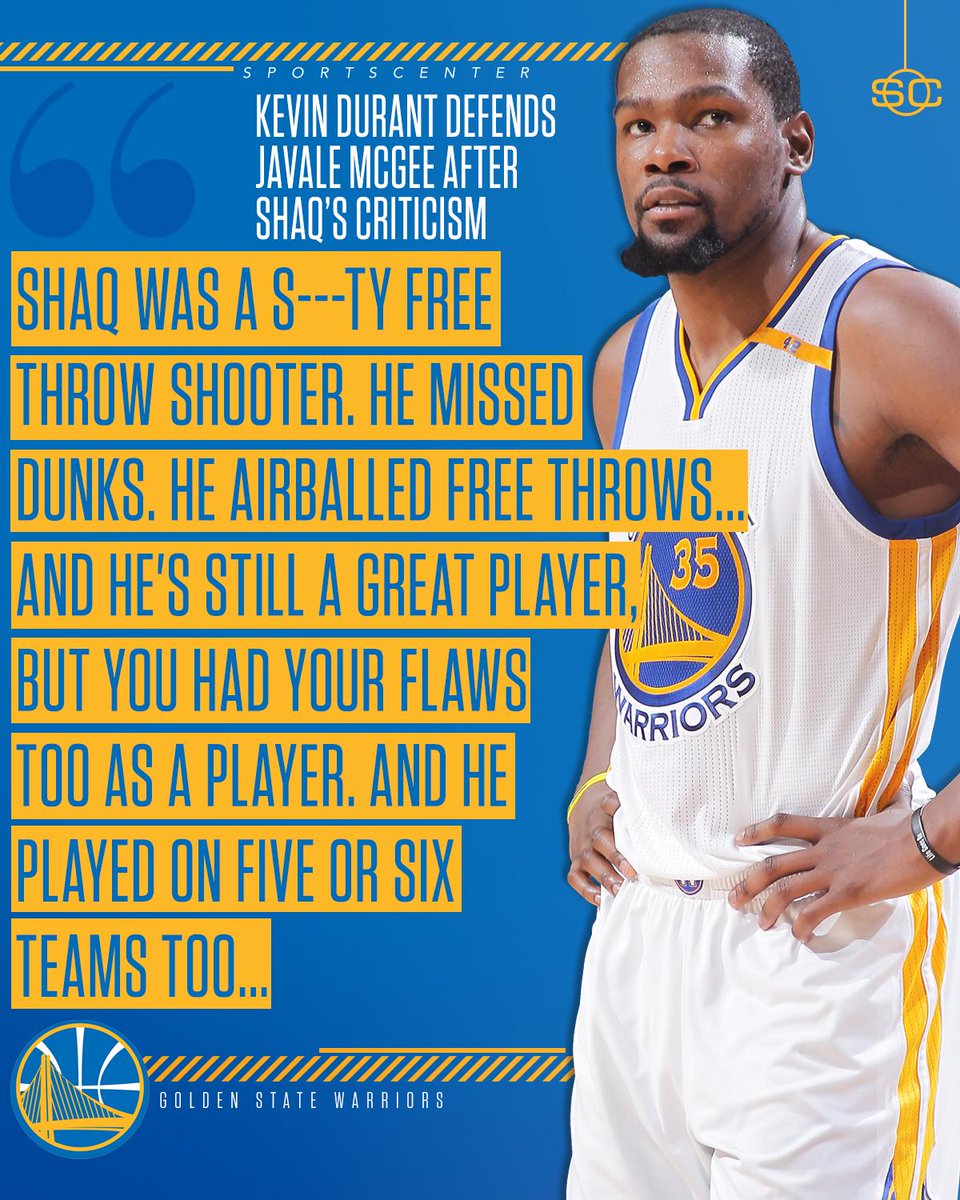 SPORTSCENTER
SC
KEVIN DURANT DEFENDS
JAVALE MCGEE AFTER
SHAQ'S CRITICISM
SHAQ WAS A S---TY FREE
THROW SHOOTER. HE MISSED
DUNKS. HE AIRBALLED FREE THROWS...
AND HE'S STILL A GREAT PLAYER,
BUT YOU HAD YOUR FLAWS
TOO AS A PLAYER. AND HE
PLAYED ON FIVE OR SIX
TEAMS TOO...
42
35
WARRIORS
GOLDEN STATE WARRIORS